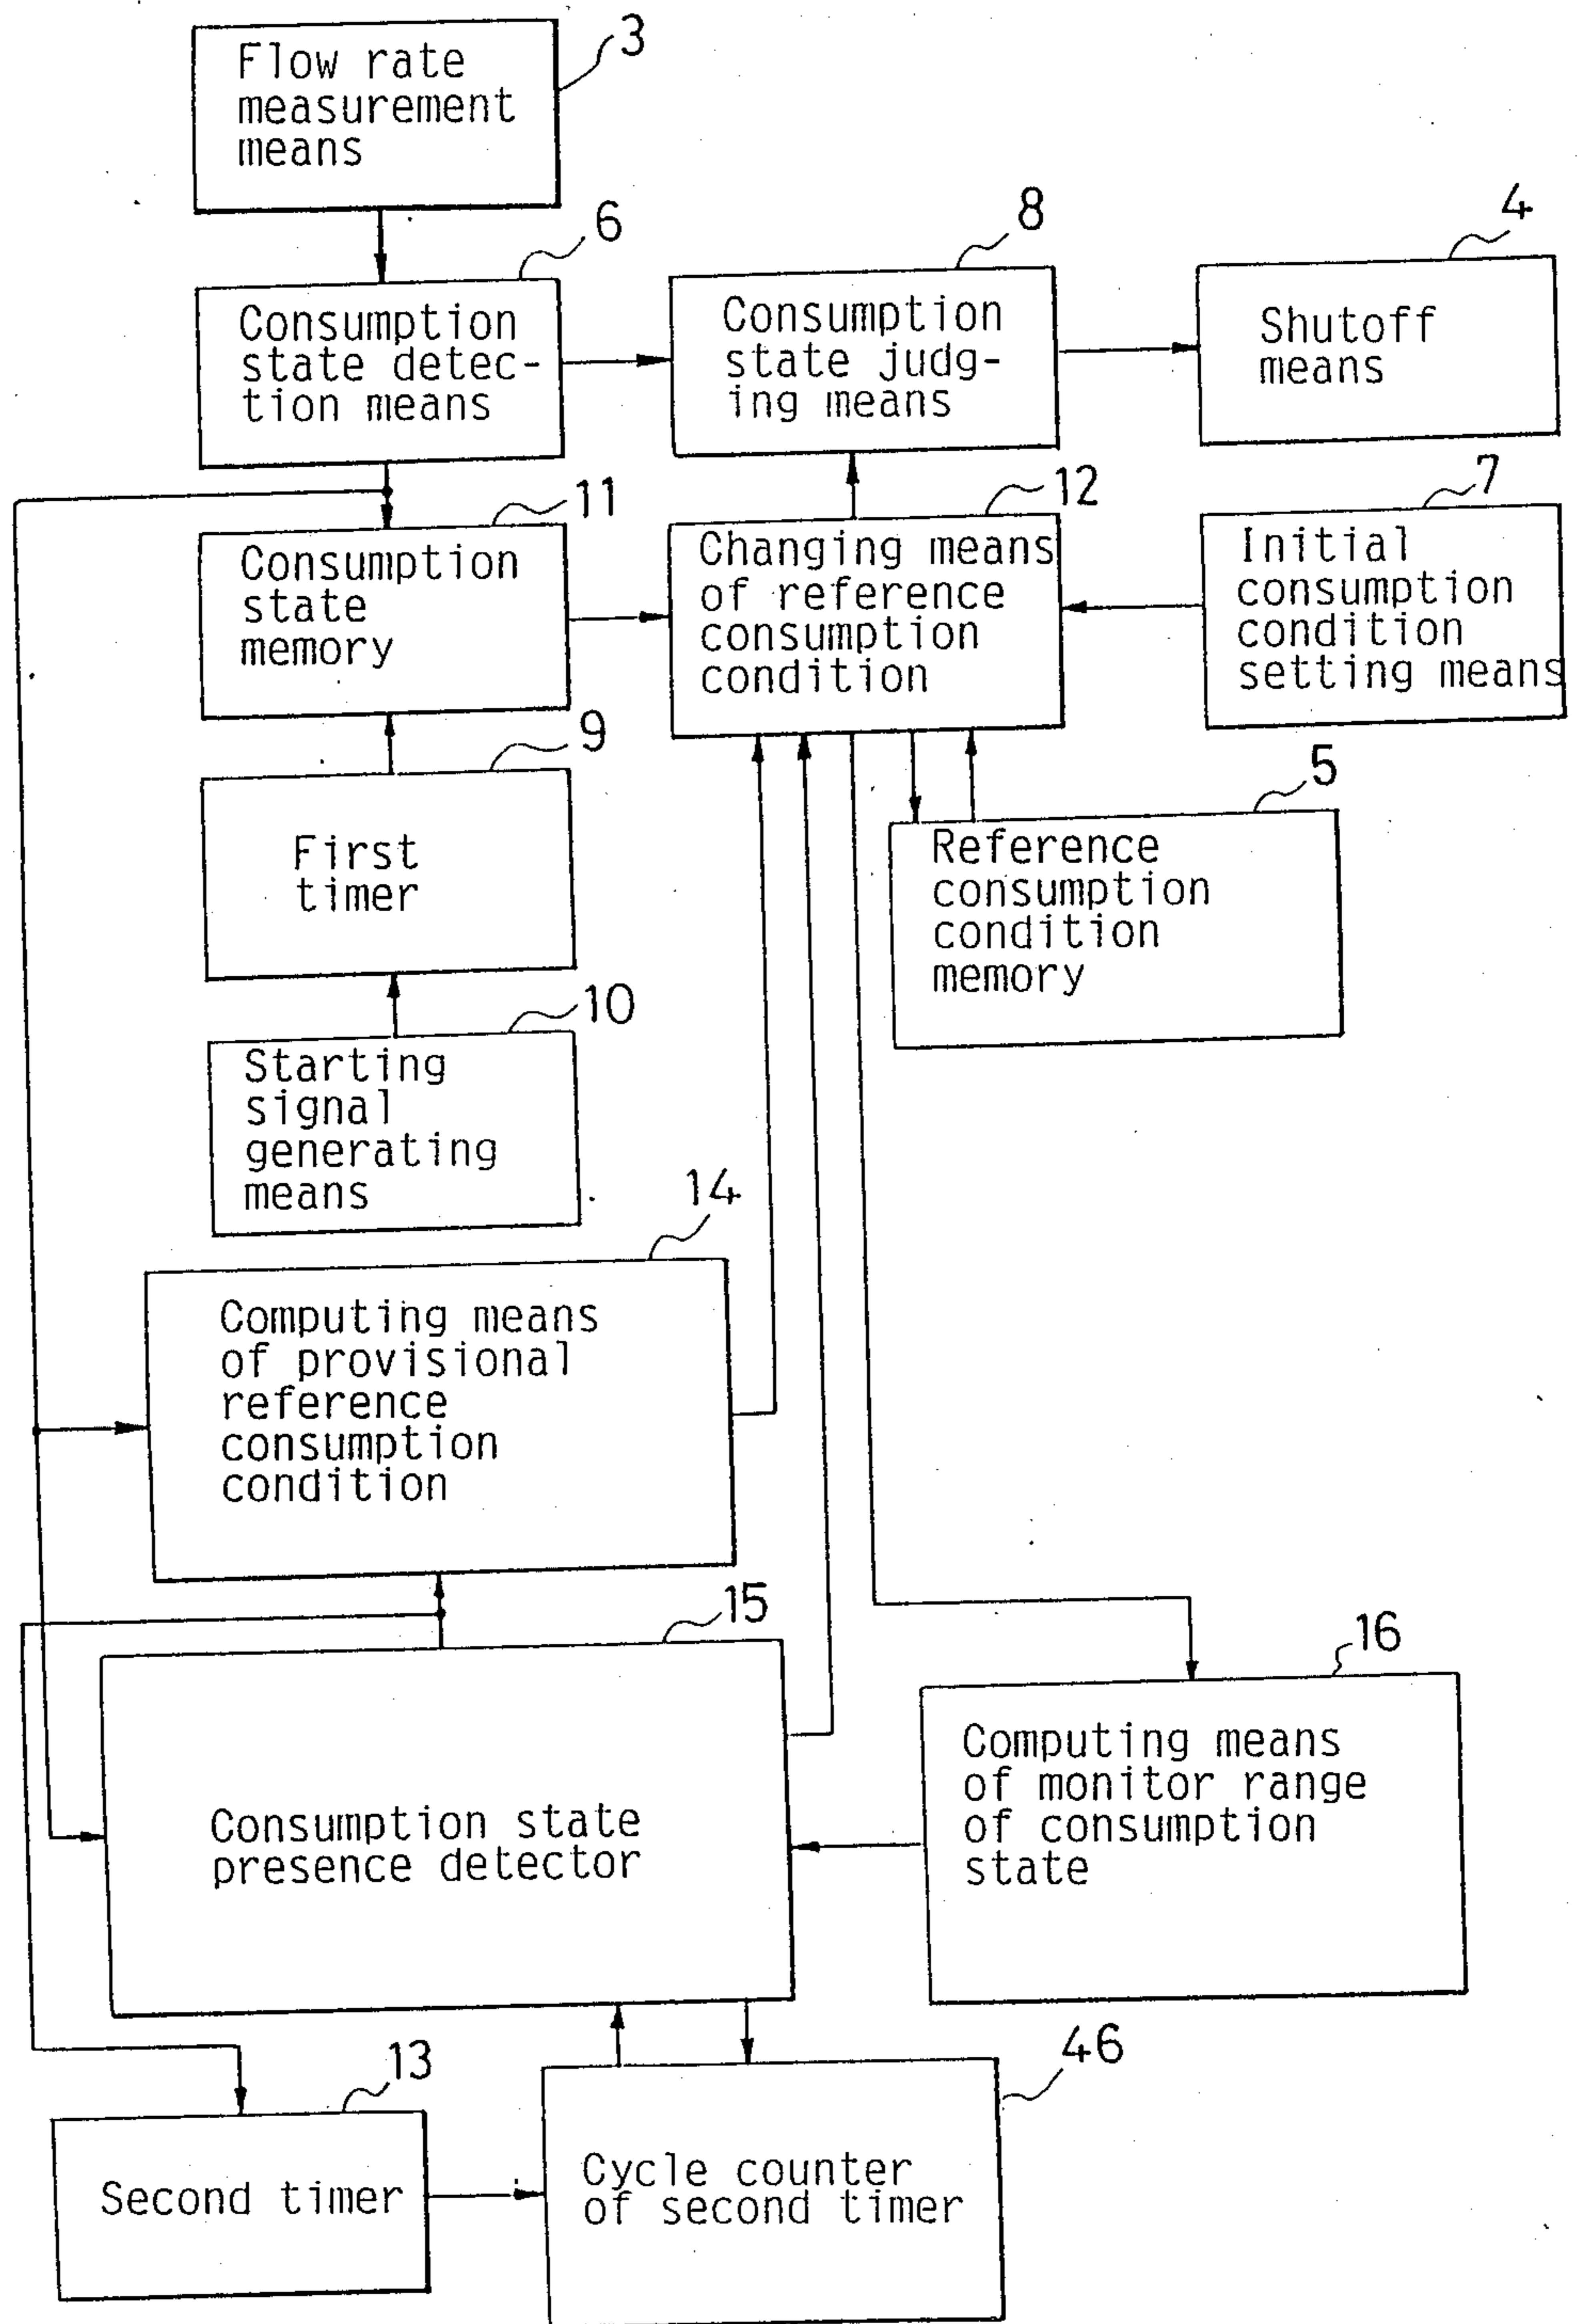 3
Flow rate
measurement
means
6
Consumption
state detec-
tion means
8
Consumption
state judg-
ing means
4
Shutoff
means
11
Consumption
state
memory
12
Changing means
of reference
consumption
condition
7
Initial
consumption
condition
setting means
9
First
timer
5
Reference
consumption
condition
memory
10
Starting
signal
generating
means
14
Computing means
of provisional
reference
consumption
condition
15
Consumption state
presence detector
16
Computing means
of monitor range
of consumption
state
13
Second timer
46
Cycle counter
of second timer